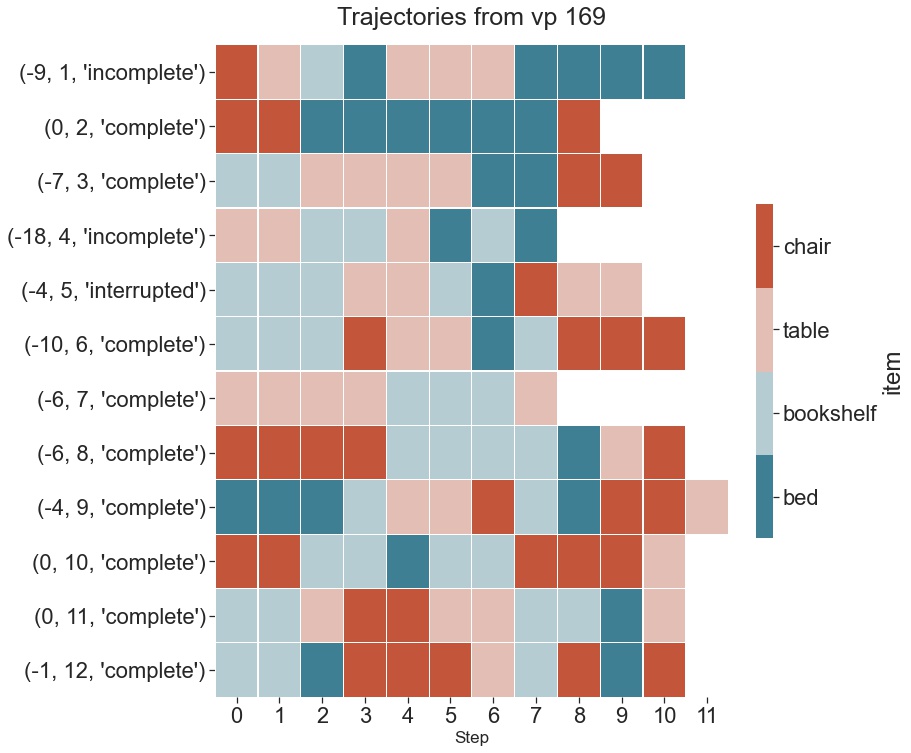 Trajectories from vp 169
(-9, 1, 'incomplete')
(0, 2, 'complete')
(-7, 3, 'complete')
(-18, 4, 'incomplete')
(-4, 5, 'interrupted')
(-10, 6, 'complete')
(-6, 7, 'complete')
(-6, 8, 'complete')
(-4, 9, 'complete')
(0, 10, 'complete')
(0, 11, 'complete')
(-1, 12, 'complete')
0 1 2 3 4 5 6 7 8 9 10 11
Step
chair
table
bookshelf
bed
item